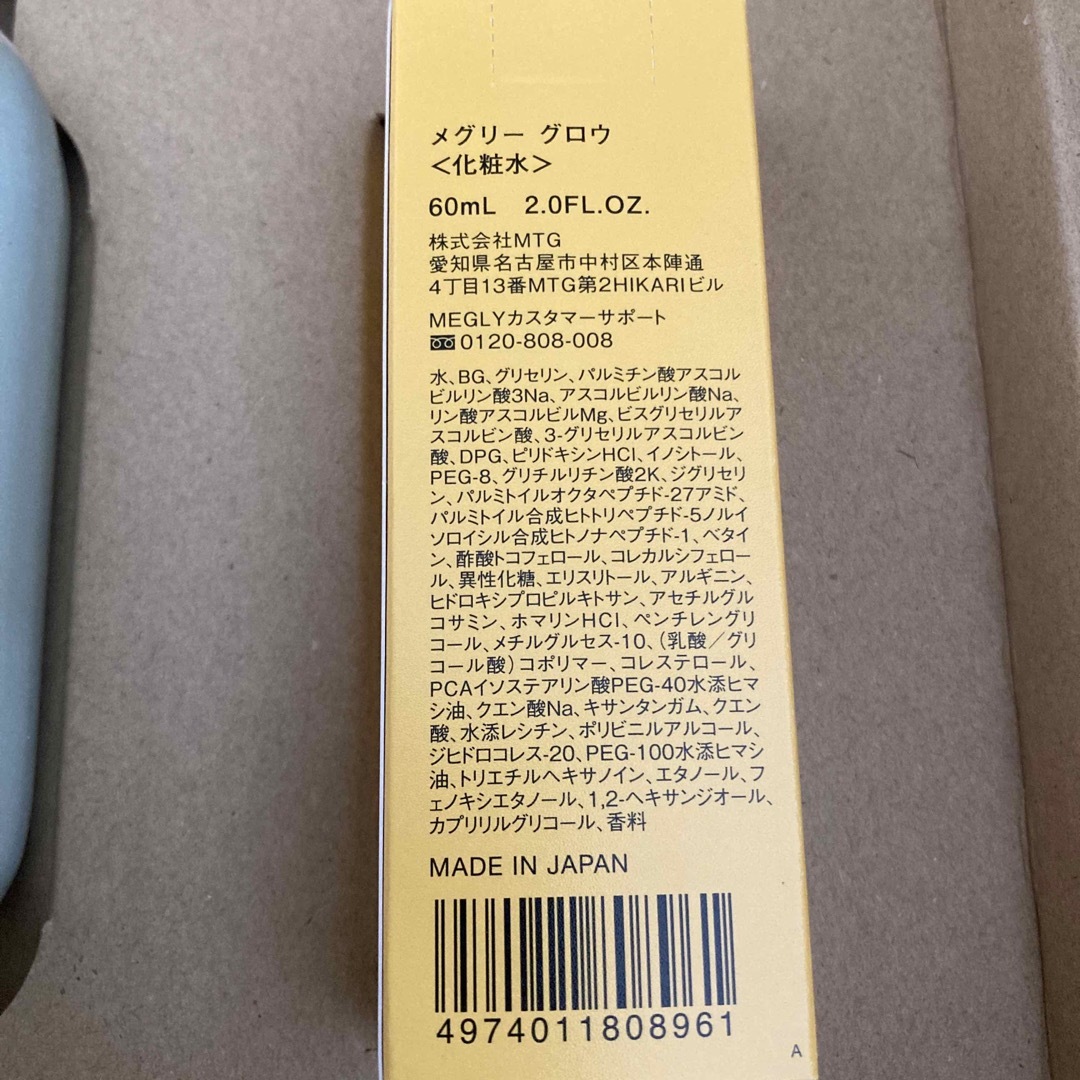 メグリー グロウ
＜化粧水＞
60mL 2.0FL.OZ.
株式会社MTG
愛知県名古屋市中村区本陣通
4丁目13番MTG第2HIKARIビル
MEGLYカスタマーサポート
0120-808-008
水、BG、グリセリン、パルミチン酸アスコル
ビルリン酸3Na、アスコルビルリン酸Na、
リン酸アスコルビルMg、ビスグリセリルア
スコルビン酸、3-グリセリルアスコルビン
酸、DPG、ピリドキシンHCl、イノシトール、
PEG-8、グリチルリチン酸2K、ジグリセリ
ン、パルミトイルオクタペプチド-27アミド、
パルミトイル合成ヒトトリペプチド-5ノルイ
ソロイシル合成ヒトノナペプチド-1、ベタイ
ン、酢酸トコフェロール、コレカルシフェロー
ル、異性化糖、エリスリトール、アルギニン、
ヒドロキシプロピルキトサン、アセチルグル
コサミン、ホマリンHCl、ペンチレングリ
コール、メチルグルセス-10、（乳酸／グリ
コール酸）コポリマー、コレステロール、
PCAイソステアリン酸PEG-40水添ヒマ
シ油、クエン酸Na、キサンタンガム、クエン
酸、水添レシチン、ポリビニルアルコール、
ジヒドロコレス-20、PEG-100水添ヒマシ
油、トリエチルヘキサノイン、エタノール、フ
ェノキシエタノール、1,2-ヘキサンジオール、
カプリリルグリコール、香料
MADE IN JAPAN
4974011808961
A